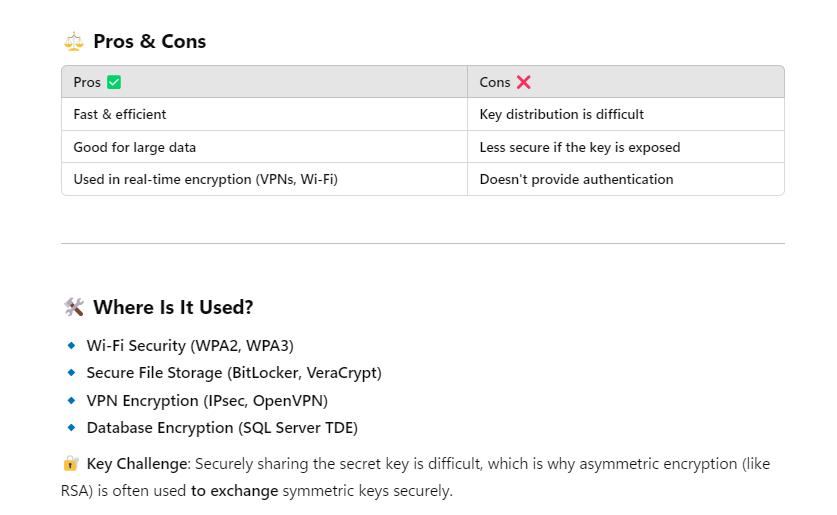 ⚖️ Pros & Cons
Pros ✅ Cons ❌
Fast & efficient Key distribution is difficult
Good for large data Less secure if the key is exposed
Used in real-time encryption (VPNs, Wi-Fi) Doesn't provide authentication
🛠️ Where Is It Used?
🔹 Wi-Fi Security (WPA2, WPA3)
🔹 Secure File Storage (BitLocker, VeraCrypt)
🔹 VPN Encryption (IPsec, OpenVPN)
🔹 Database Encryption (SQL Server TDE)
🔐 Key Challenge: Securely sharing the secret key is difficult, which is why asymmetric encryption (like
RSA) is often used to exchange symmetric keys securely.